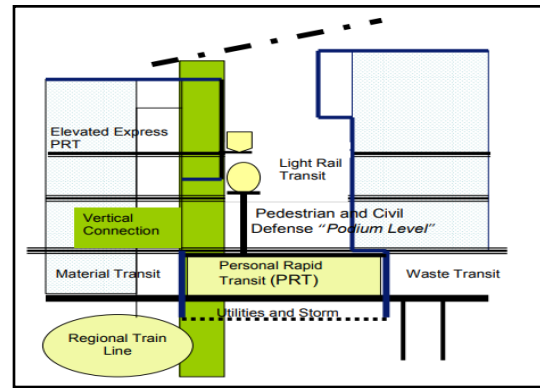 Elevated Express
PRT
Light Rail
Transit
Vertical
Connection
Pedestrian and Civil
Defense “Podium Level”
Material Transit
Personal Rapid
Transit (PRT)
Waste Transit
Utilities and Storm
Regional Train
Line